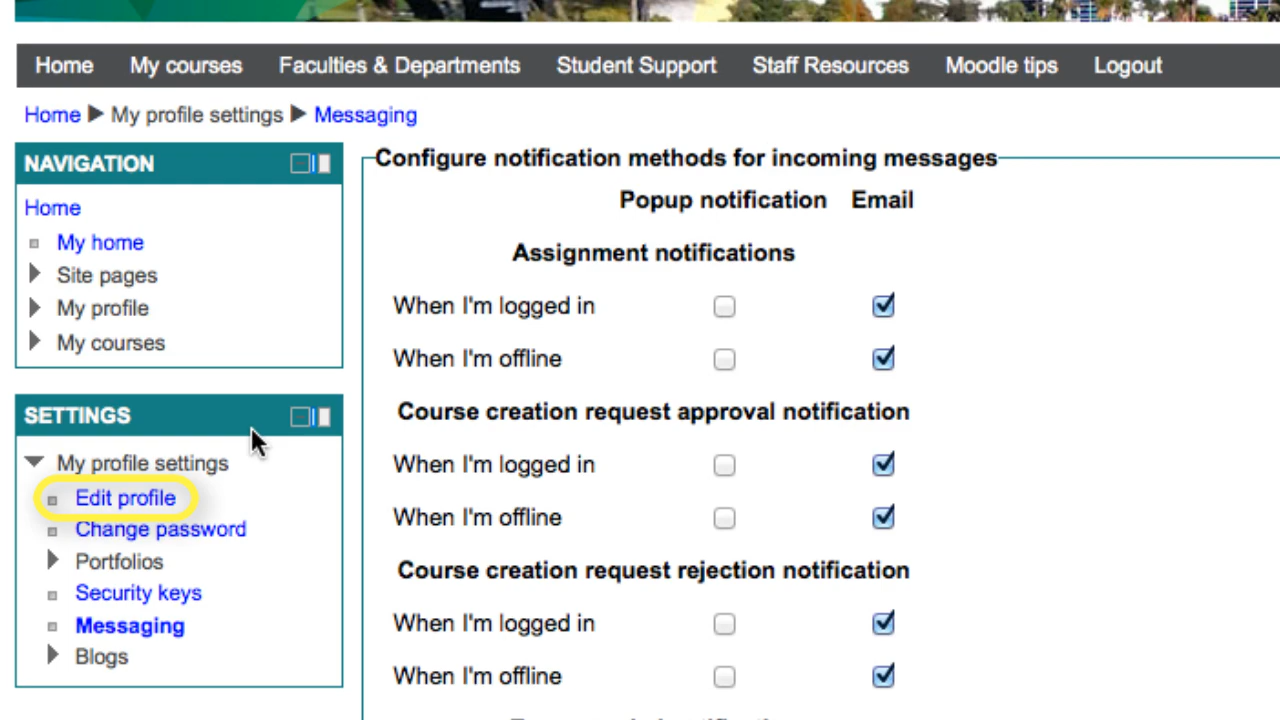 Home My courses Faculties & Departments Student Support Staff Resources Moodle tips Logout
Home My profile settings Messaging
NAVIGATION
Home
My home
Site pages
My profile
My courses
SETTINGS
My profile settings
Edit profile
Change password
Portfolios
Security keys
Messaging
Blogs
Configure notification methods for incoming messages
Popup notification Email
Assignment notifications
When I'm logged in
When I'm offline
Course creation request approval notification
When I'm logged in
When I'm offline
Course creation request rejection notification
When I'm logged in
When I'm offline